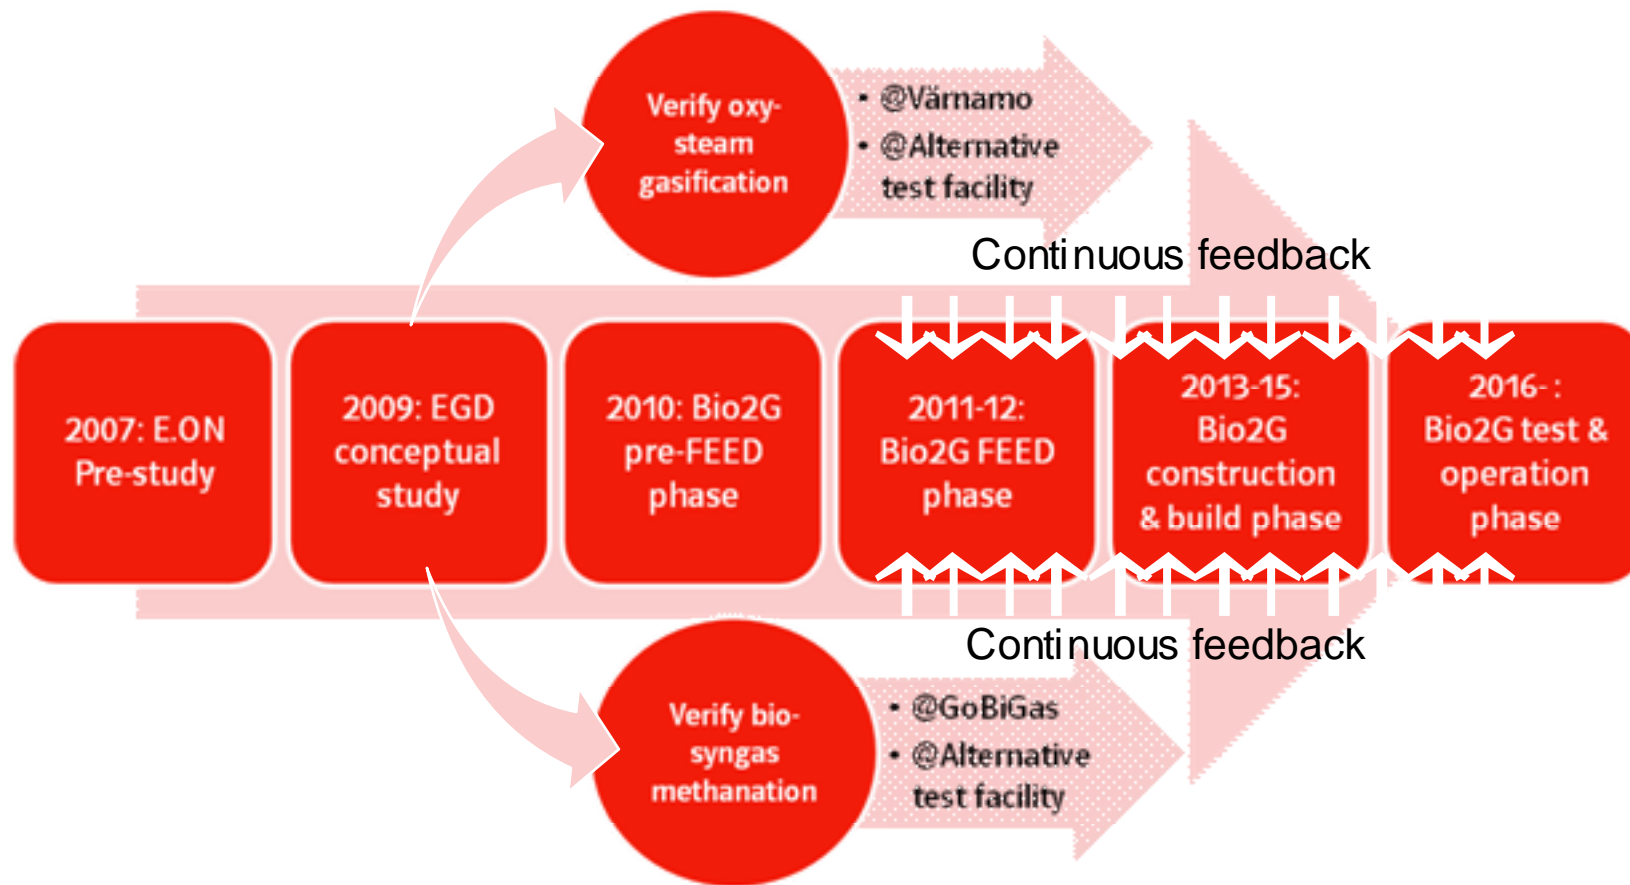 Verify oxy-
steam
gasification
• @Värnamo
• @Alternative
test facility
Continuous feedback
2007: E.ON
Pre-study
2009: EGD
conceptual
study
2010: Bio2G
pre-FEED
phase
2011-12:
Bio2G FEED
phase
2013-15:
Bio2G
construction
& build phase
2016- :
Bio2G test &
operation
phase
Continuous feedback
Verify bio-
syngas
methanation
• @GoBiGas
• @Alternative
test facility